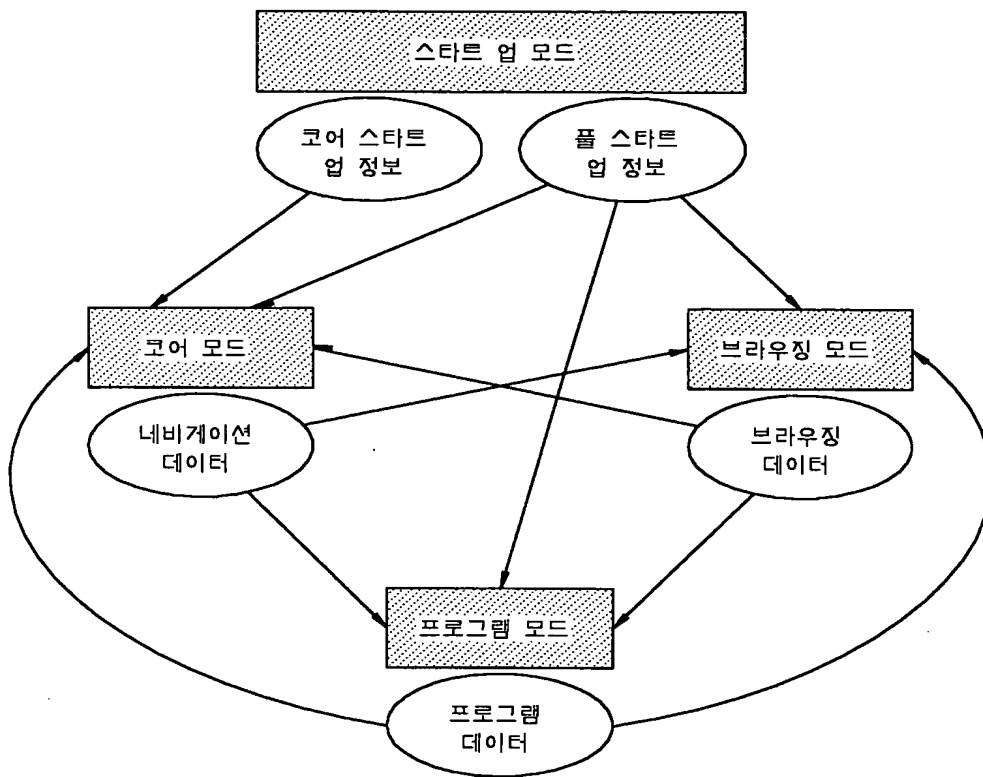 스타트 업 모드
코어 스타트
업 정보
풀 스타트
업 정보
코어 모드
브라우징 모드
네비게이션
데이터
브라우징
데이터
프로그램 모드
프로그램
데이터